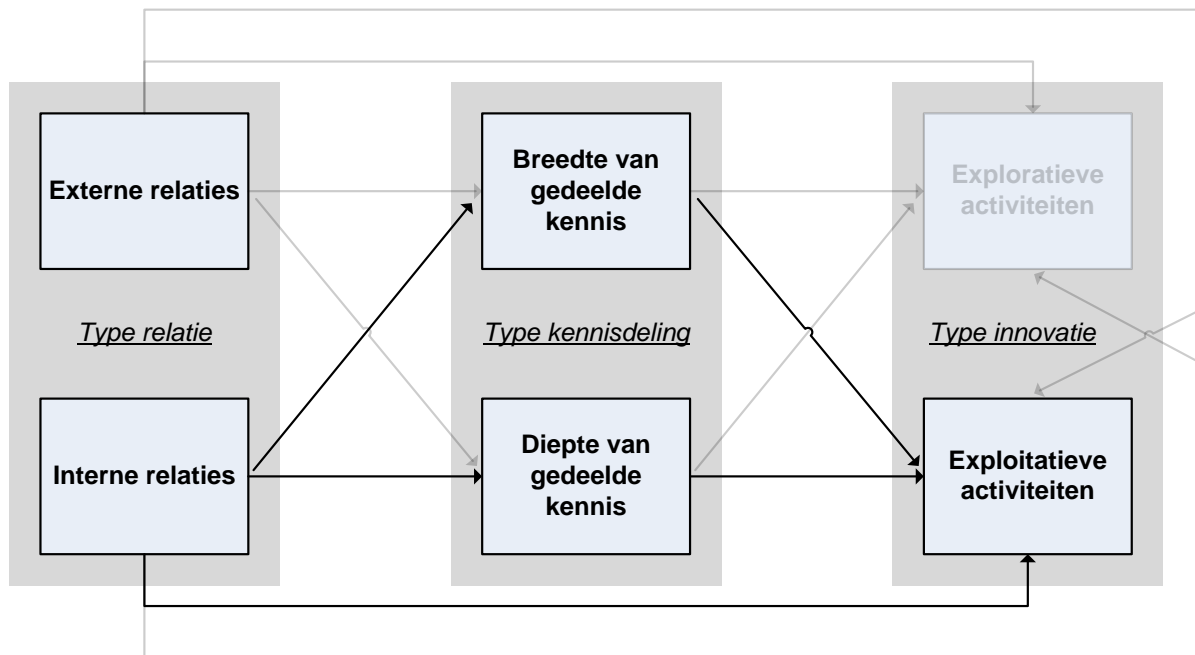 Externe relaties
Breedte van
gedeelde
kennis
Exploratieve
activiteiten
Type relatie
Type kennisdeling
Type innovatie
Interne relaties
Diepte van
gedeelde
kennis
Exploitatieve
activiteiten